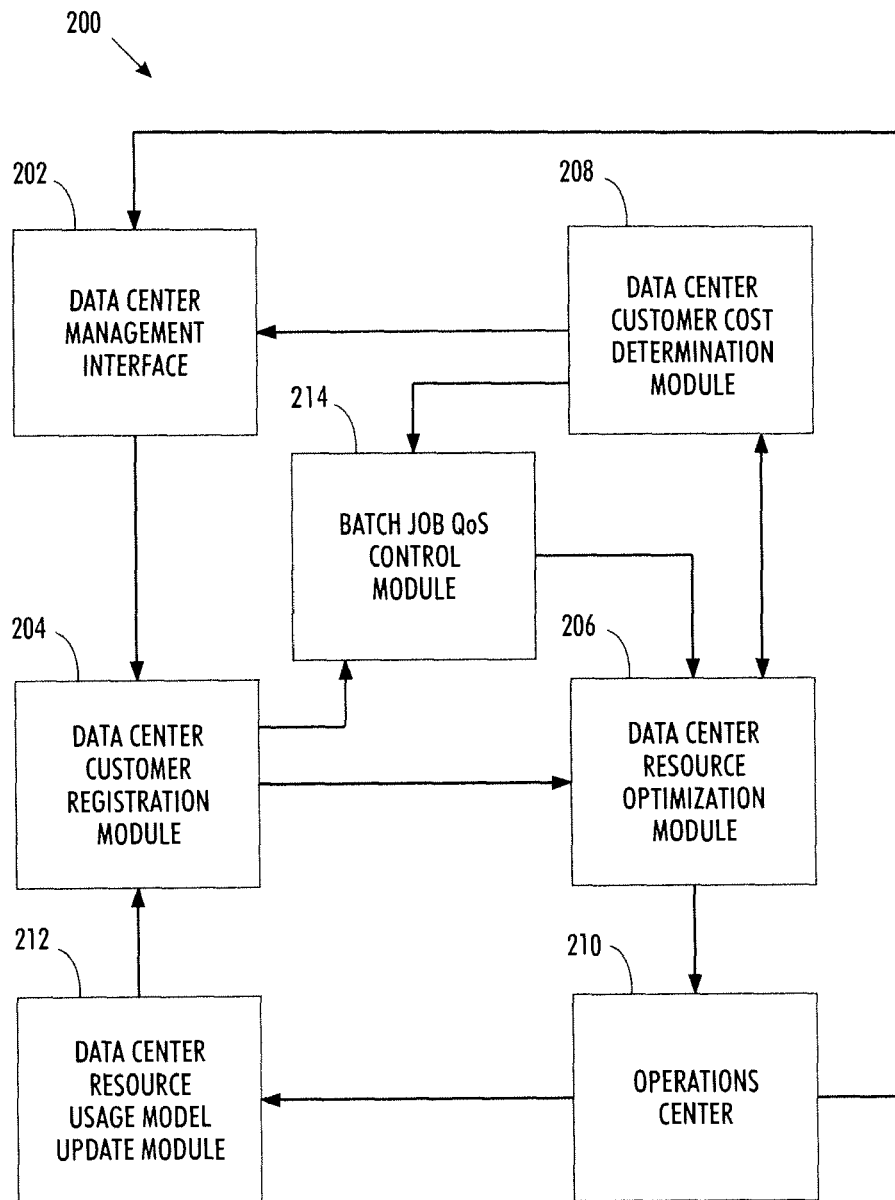 200
202
DATA CENTER
MANAGEMENT
INTERFACE
208
DATA CENTER
CUSTOMER COST
DETERMINATION
MODULE
214
BATCH JOB QoS
CONTROL
MODULE
204
DATA CENTER
CUSTOMER
REGISTRATION
MODULE
206
DATA CENTER
RESOURCE
OPTIMIZATION
MODULE
212
DATA CENTER
RESOURCE
USAGE MODEL
UPDATE MODULE
210
OPERATIONS
CENTER